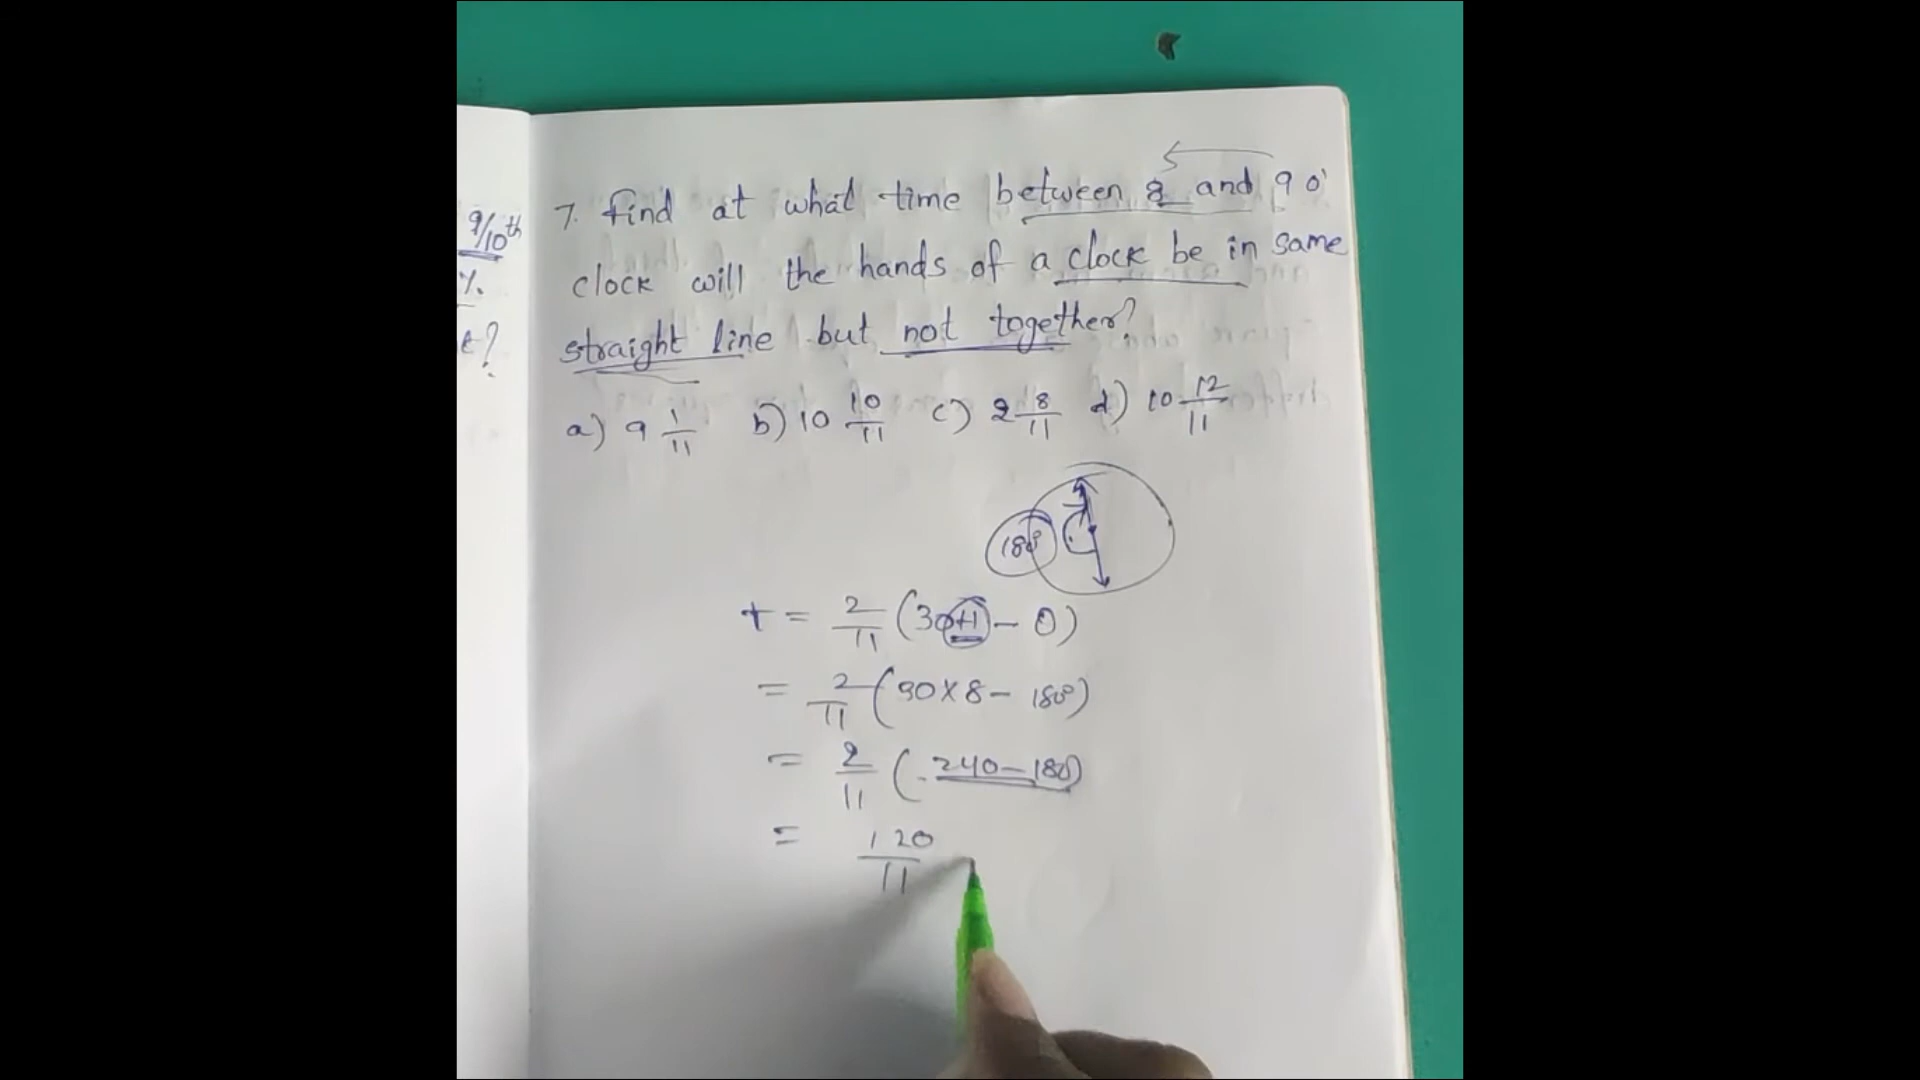 9/10th
%.
t?
7. Find at what time between 8 and 9 o'
clock will the hands of a clock be in same
straight line but not together?
a) 9 1/11 b) 10 10/11 c) 2 8/11 d) 10 12/11
180°
t = 2/11 (30H - θ)
= 2/11 (30 x 8 - 180°)
= 2/11 (240 - 180)
= 120/11